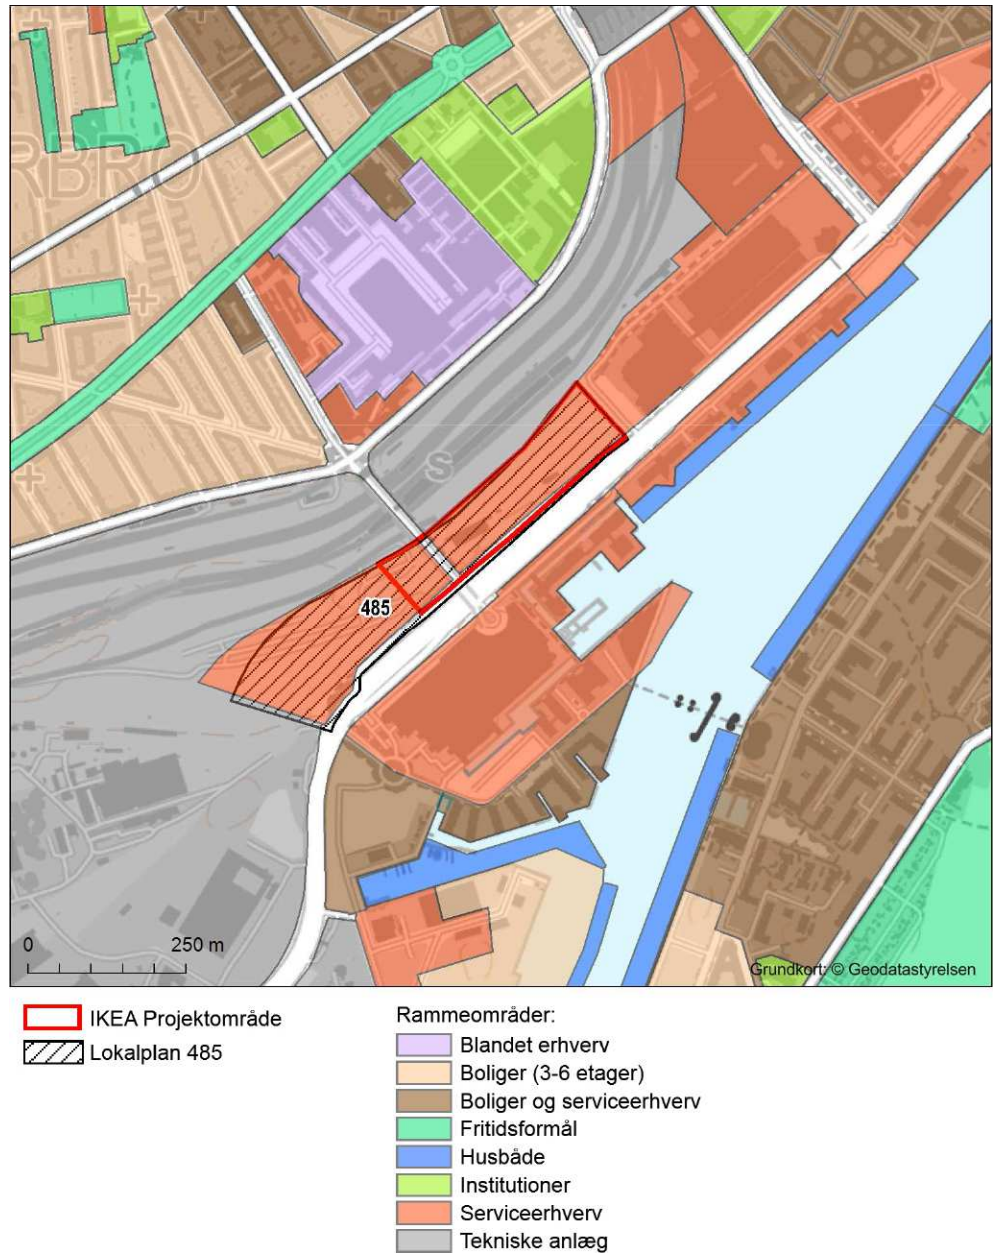 RBRO
S
485
0 250 m
Grundkort: © Geodatastyrelsen
IKEA Projektområde
Lokalplan 485
Rammeområder:
Blandet erhverv
Boliger (3-6 etager)
Boliger og serviceerhverv
Fritidsformål
Husbåde
Institutioner
Serviceerhverv
Tekniske anlæg